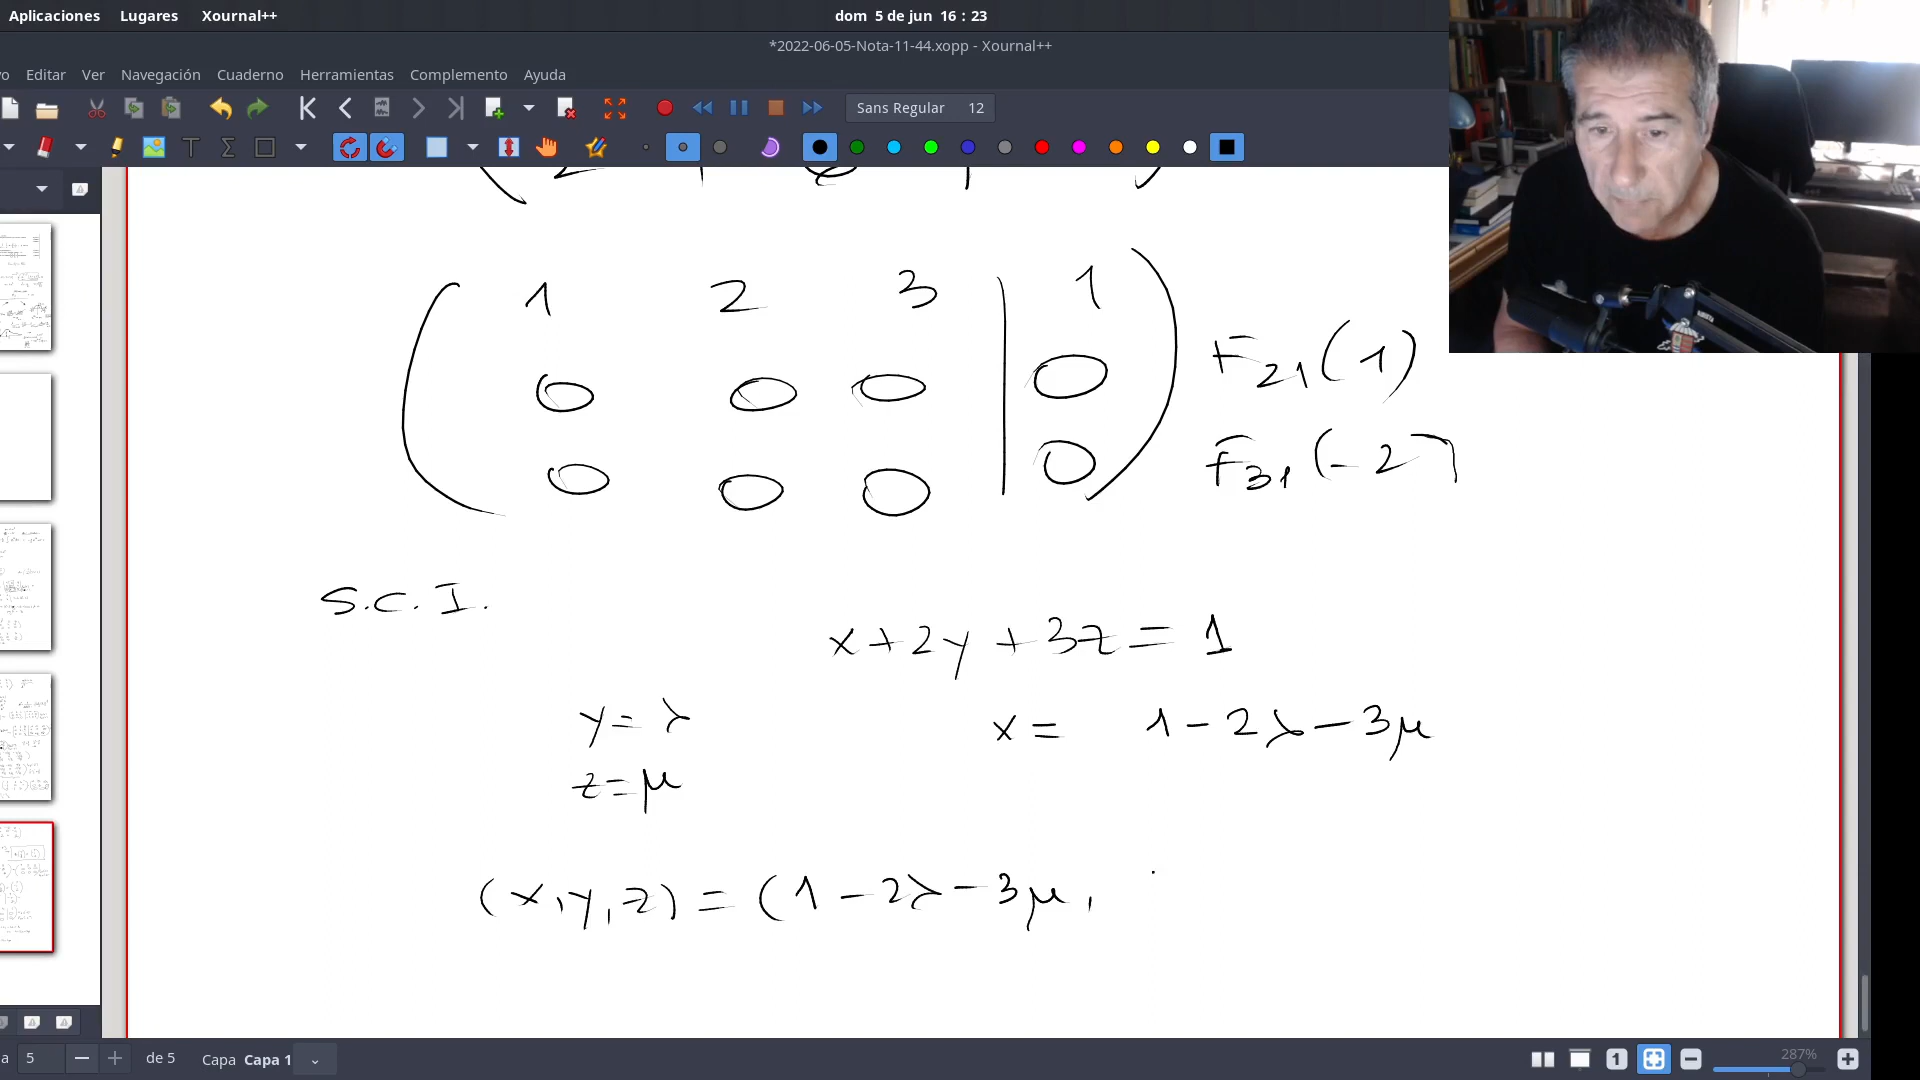 Aplicaciones Lugares Xournal++ dom 5 de jun 16 : 23
*2022-06-05-Nota-11-44.xopp - Xournal++
Editar Ver Navegación Cuaderno Herramientas Complemento Ayuda
Sans Regular 12
( 1 2 3 | 1 )
0 0 0 | 0 F21(1)
0 0 0 | 0 F31(-2)
S.C.I.
x+2y+3z=1
y=λ x= 1-2λ-3μ
z=μ
(x,y,z)=(1-2λ-3μ,
5 de 5 Capa Capa 1
1 287%